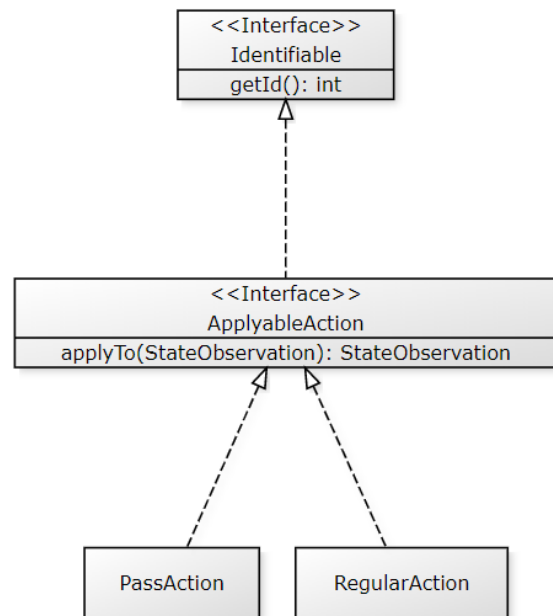 <<Interface>>
Identifiable
getId(): int
<<Interface>>
ApplyableAction
applyTo(StateObservation): StateObservation
PassAction
RegularAction